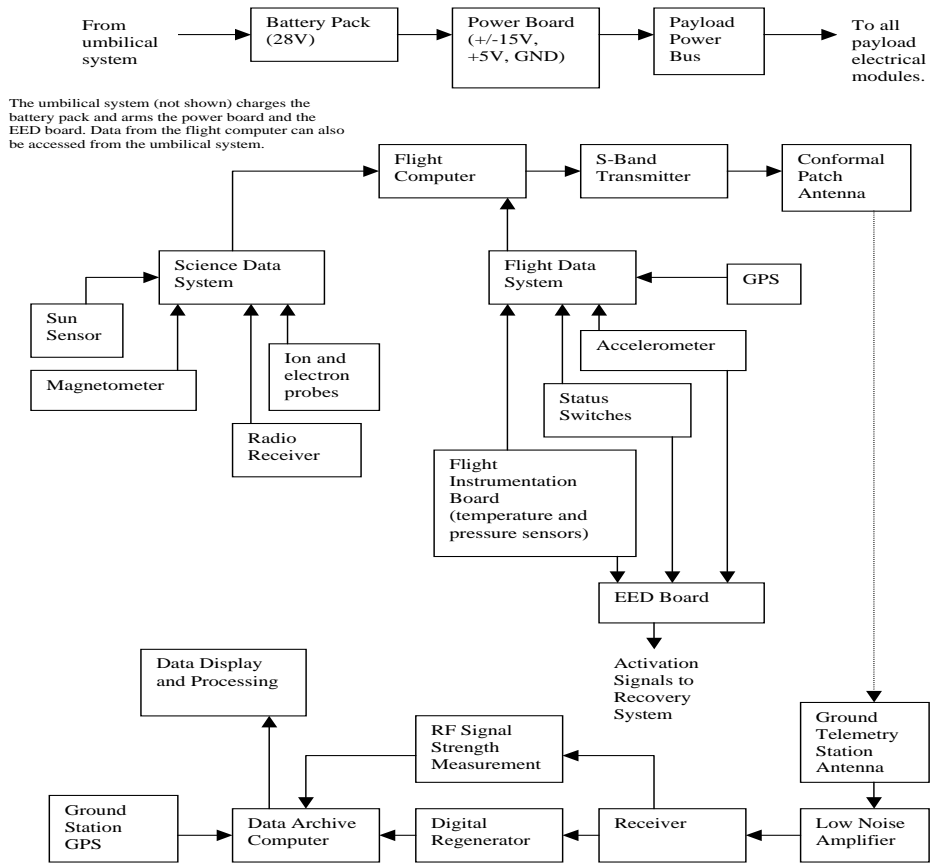 From
umbilical
system
Battery Pack
(28V)
Power Board
(+/-15V,
+5V, GND)
Payload
Power
Bus
To all
payload
electrical
modules.
The umbilical system (not shown) charges the
battery pack and arms the power board and the
EED board. Data from the flight computer can also
be accessed from the umbilical system.
Flight
Computer
S-Band
Transmitter
Conformal
Patch
Antenna
Science Data
System
Flight Data
System
GPS
Sun
Sensor
Magnetometer
Ion and
electron
probes
Radio
Receiver
Accelerometer
Status
Switches
Flight
Instrumentation
Board
(temperature and
pressure sensors)
EED Board
Activation
Signals to
Recovery
System
Data Display
and Processing
RF Signal
Strength
Measurement
Ground
Telemetry
Station
Antenna
Ground
Station
GPS
Data Archive
Computer
Digital
Regenerator
Receiver
Low Noise
Amplifier